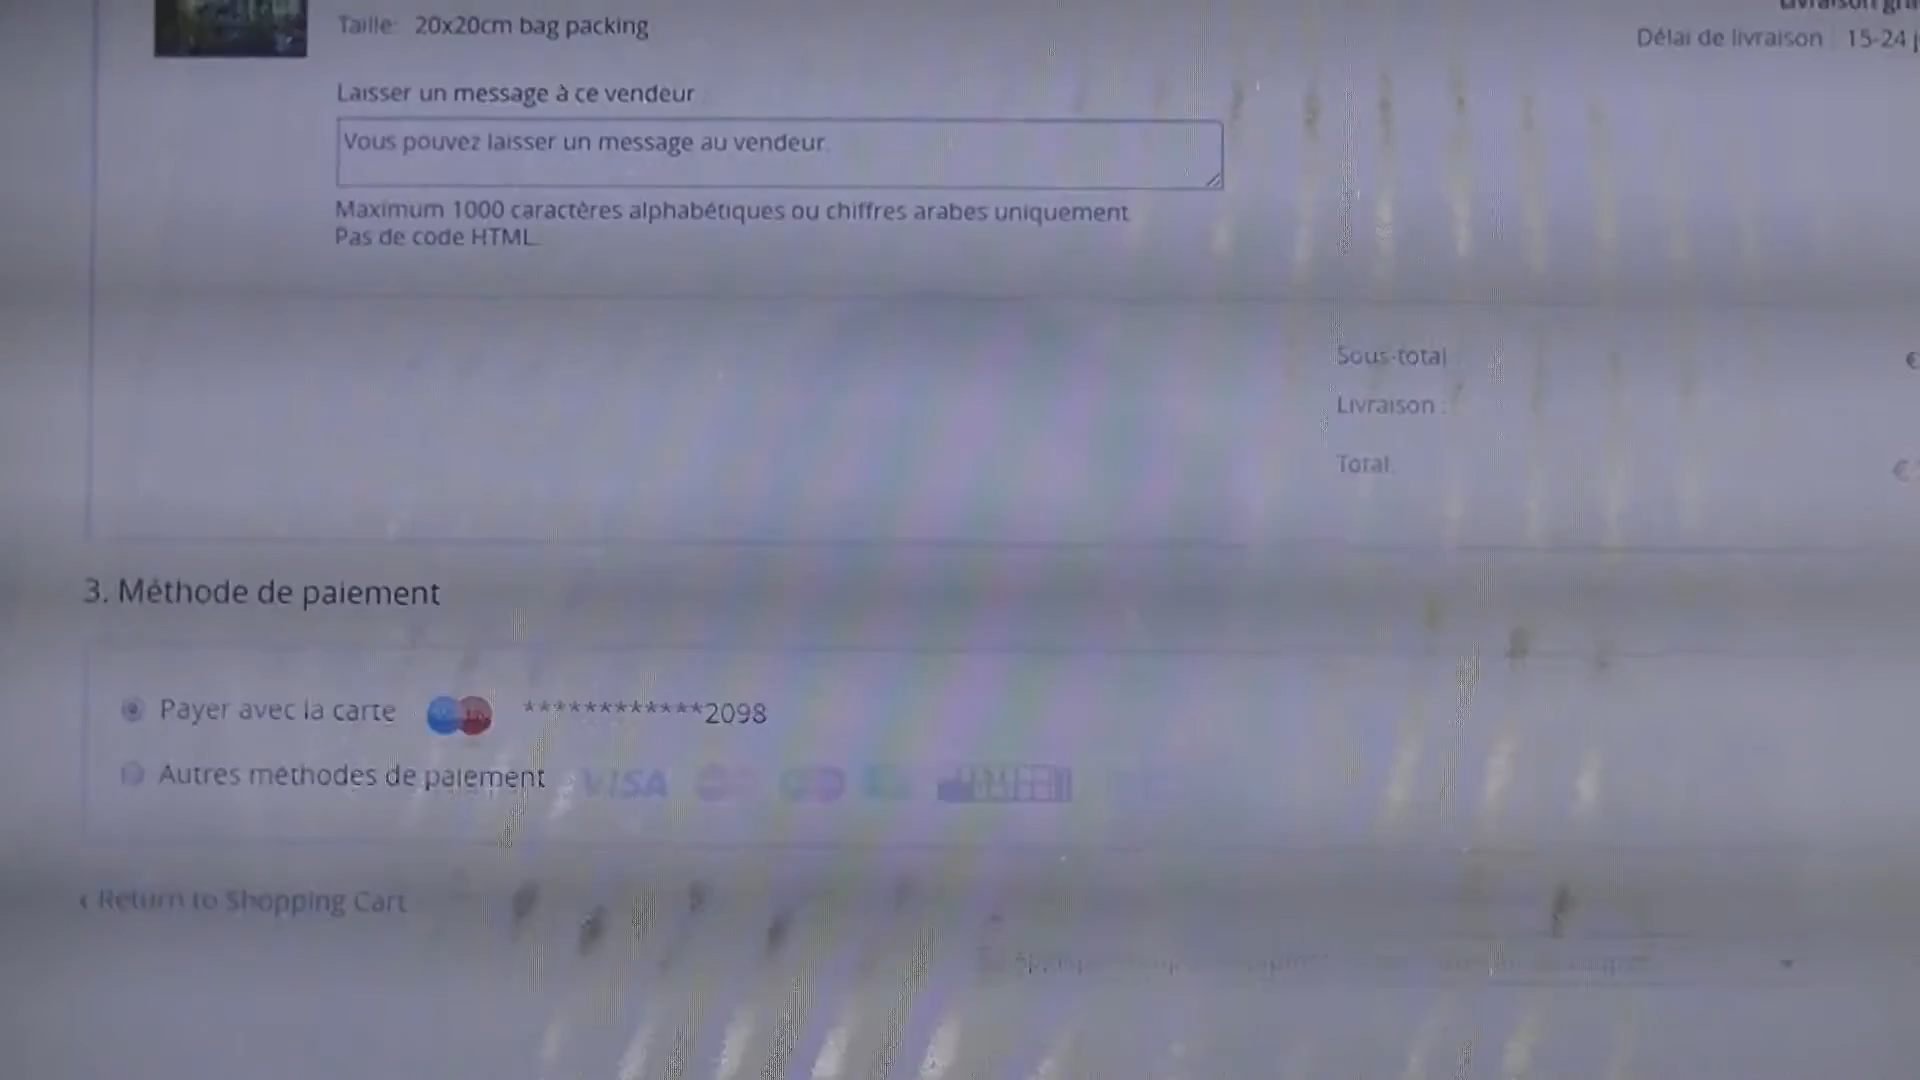 Taille: 20x20cm bag packing
Délai de livraison : 15-24 j
Laisser un message à ce vendeur
Vous pouvez laisser un message au vendeur.
Maximum 1000 caractères alphabétiques ou chiffres arabes uniquement
Pas de code HTML.
Sous-total €
Livraison :
Total €
3. Méthode de paiement
Payer avec la carte ************2098
Autres méthodes de paiement VISA
‹ Return to Shopping Cart